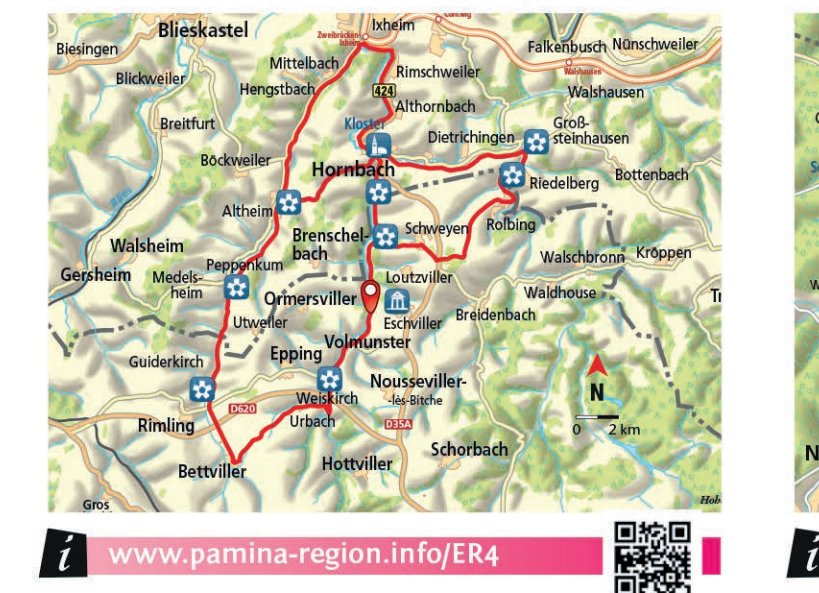 Blieskastel
Ixheim
Contwig
Zweibrücken-
Ixheim
Biesingen
Falkenbusch
Nünschweiler
Mittelbach
Rimschweiler
Walshausen
Blickweiler
Hengstbach
424
Walshausen
Althornbach
Breitfurt
Kloster
Groß-
steinhausen
Dietrichingen
Böckweiler
Hornbach
Riedelberg
Bottenbach
Altheim
Walsheim
Brenschel-
bach
Schweyen
Rolbing
Gersheim
Medels-
heim
Peppenkum
Walschbronn
Kröppen
Loutzviller
Waldhouse
Ormersviller
Utweiler
Eschviller
Breidenbach
Volmunster
Guiderkirch
Epping
Nousseviller-
-lès-Bitche
N
Weiskirch
D620
Rimling
Urbach
D35A
0 2 km
Bettviller
Hottviller
Schorbach
Gros
Hoh
i www.pamina-region.info/ER4
N
i